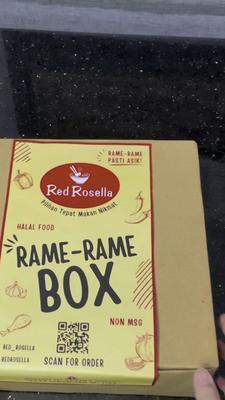 RAME-RAME
PASTI ASIK!
Red Rosella
Pilihan Tepat Makan Nikmat
HALAL FOOD
RAME-RAME
BOX
NON MSG
RED_ROSELLA
REDROSELLA
SCAN FOR ORDER